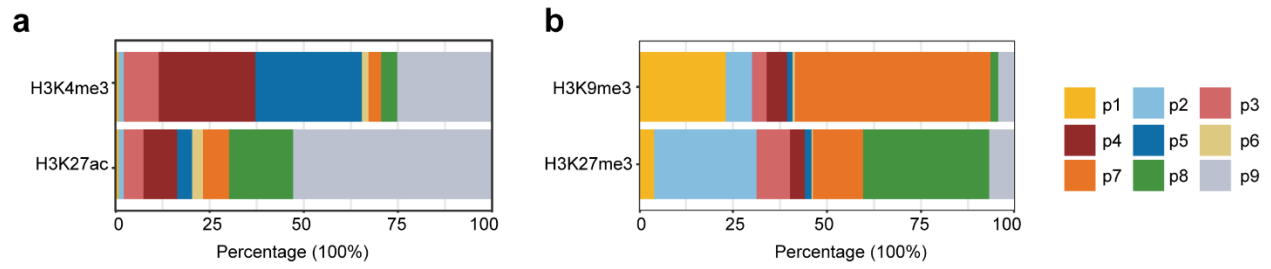 a
H3K4me3
H3K27ac
0 25 50 75 100
Percentage (100%)
b
H3K9me3
H3K27me3
0 25 50 75 100
Percentage (100%)
p1 p2 p3
p4 p5 p6
p7 p8 p9